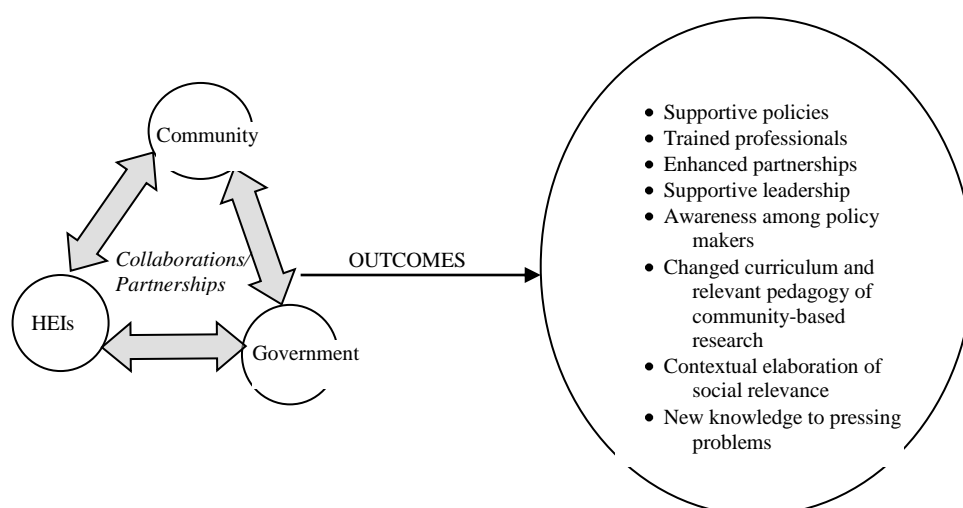 Community
Collaborations/
Partnerships
HEIs
Government
OUTCOMES
• Supportive policies
• Trained professionals
• Enhanced partnerships
• Supportive leadership
• Awareness among policy
makers
• Changed curriculum and
relevant pedagogy of
community-based
research
• Contextual elaboration of
social relevance
• New knowledge to pressing
problems